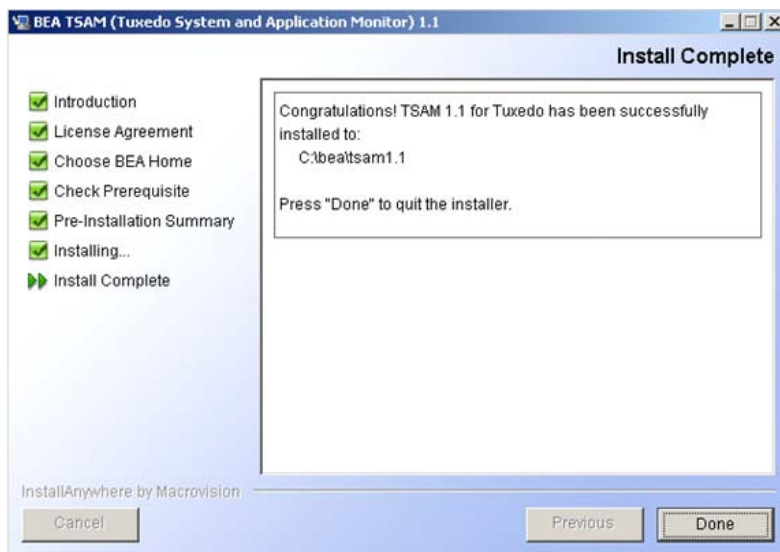 BEA TSAM (Tuxedo System and Application Monitor) 1.1
Install Complete
Introduction
License Agreement
Choose BEA Home
Check Prerequisite
Pre-Installation Summary
Installing...
Install Complete
Congratulations! TSAM 1.1 for Tuxedo has been successfully
installed to:
C:\bea\tsam1.1
Press "Done" to quit the installer.
InstallAnywhere by Macrovision
Cancel
Previous
Done